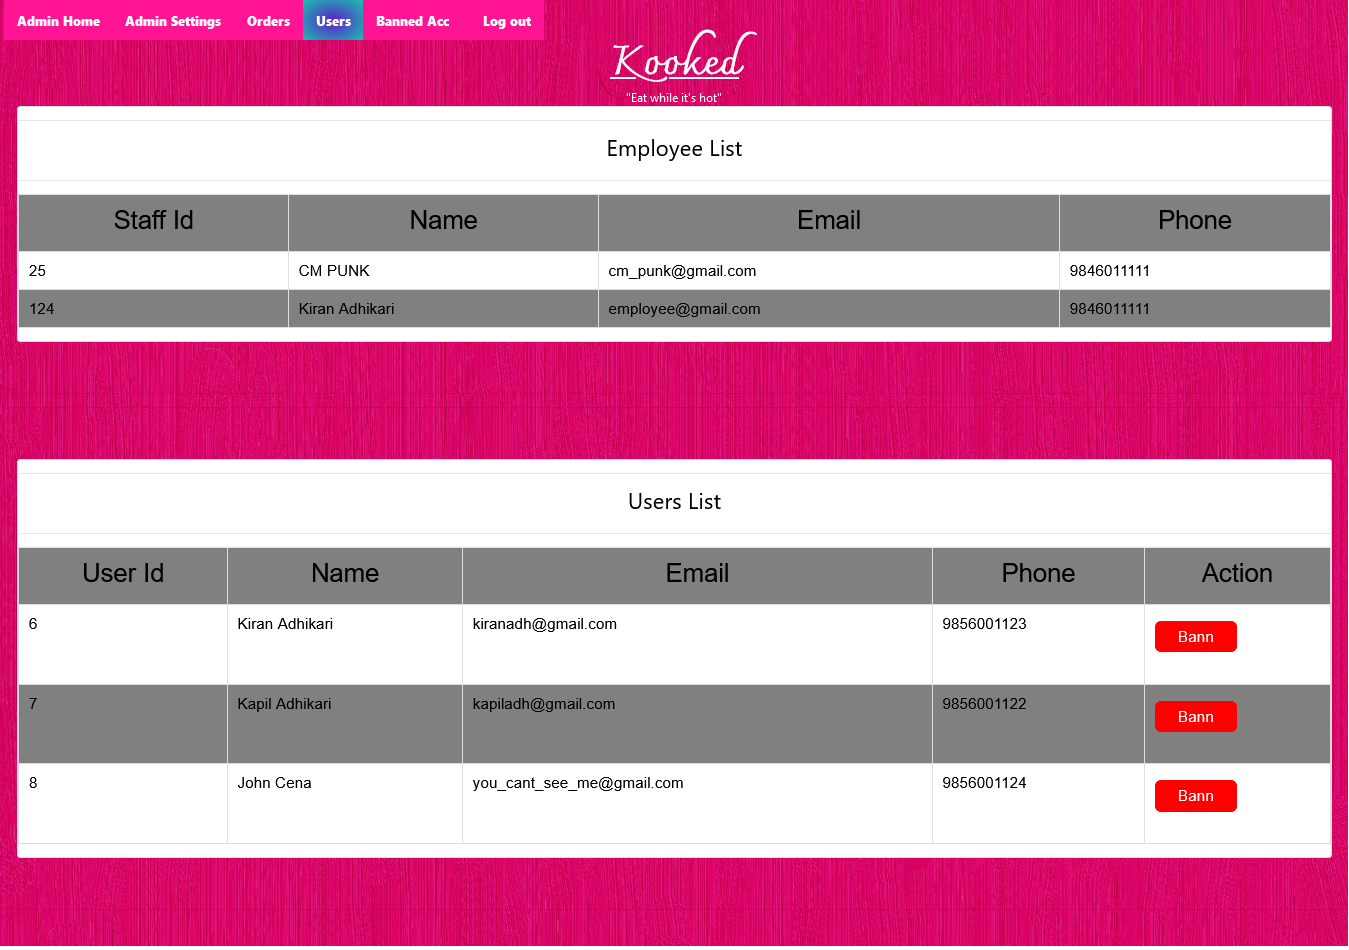 Admin Home Admin Settings Orders Users Banned Acc Log out
Kooked
"Eat while it's hot"
Employee List
Staff Id Name Email Phone
25 CM PUNK cm_punk@gmail.com 9846011111
124 Kiran Adhikari employee@gmail.com 9846011111
Users List
User Id Name Email Phone Action
6 Kiran Adhikari kiranadh@gmail.com 9856001123 Bann
7 Kapil Adhikari kapiladh@gmail.com 9856001122 Bann
8 John Cena you_cant_see_me@gmail.com 9856001124 Bann